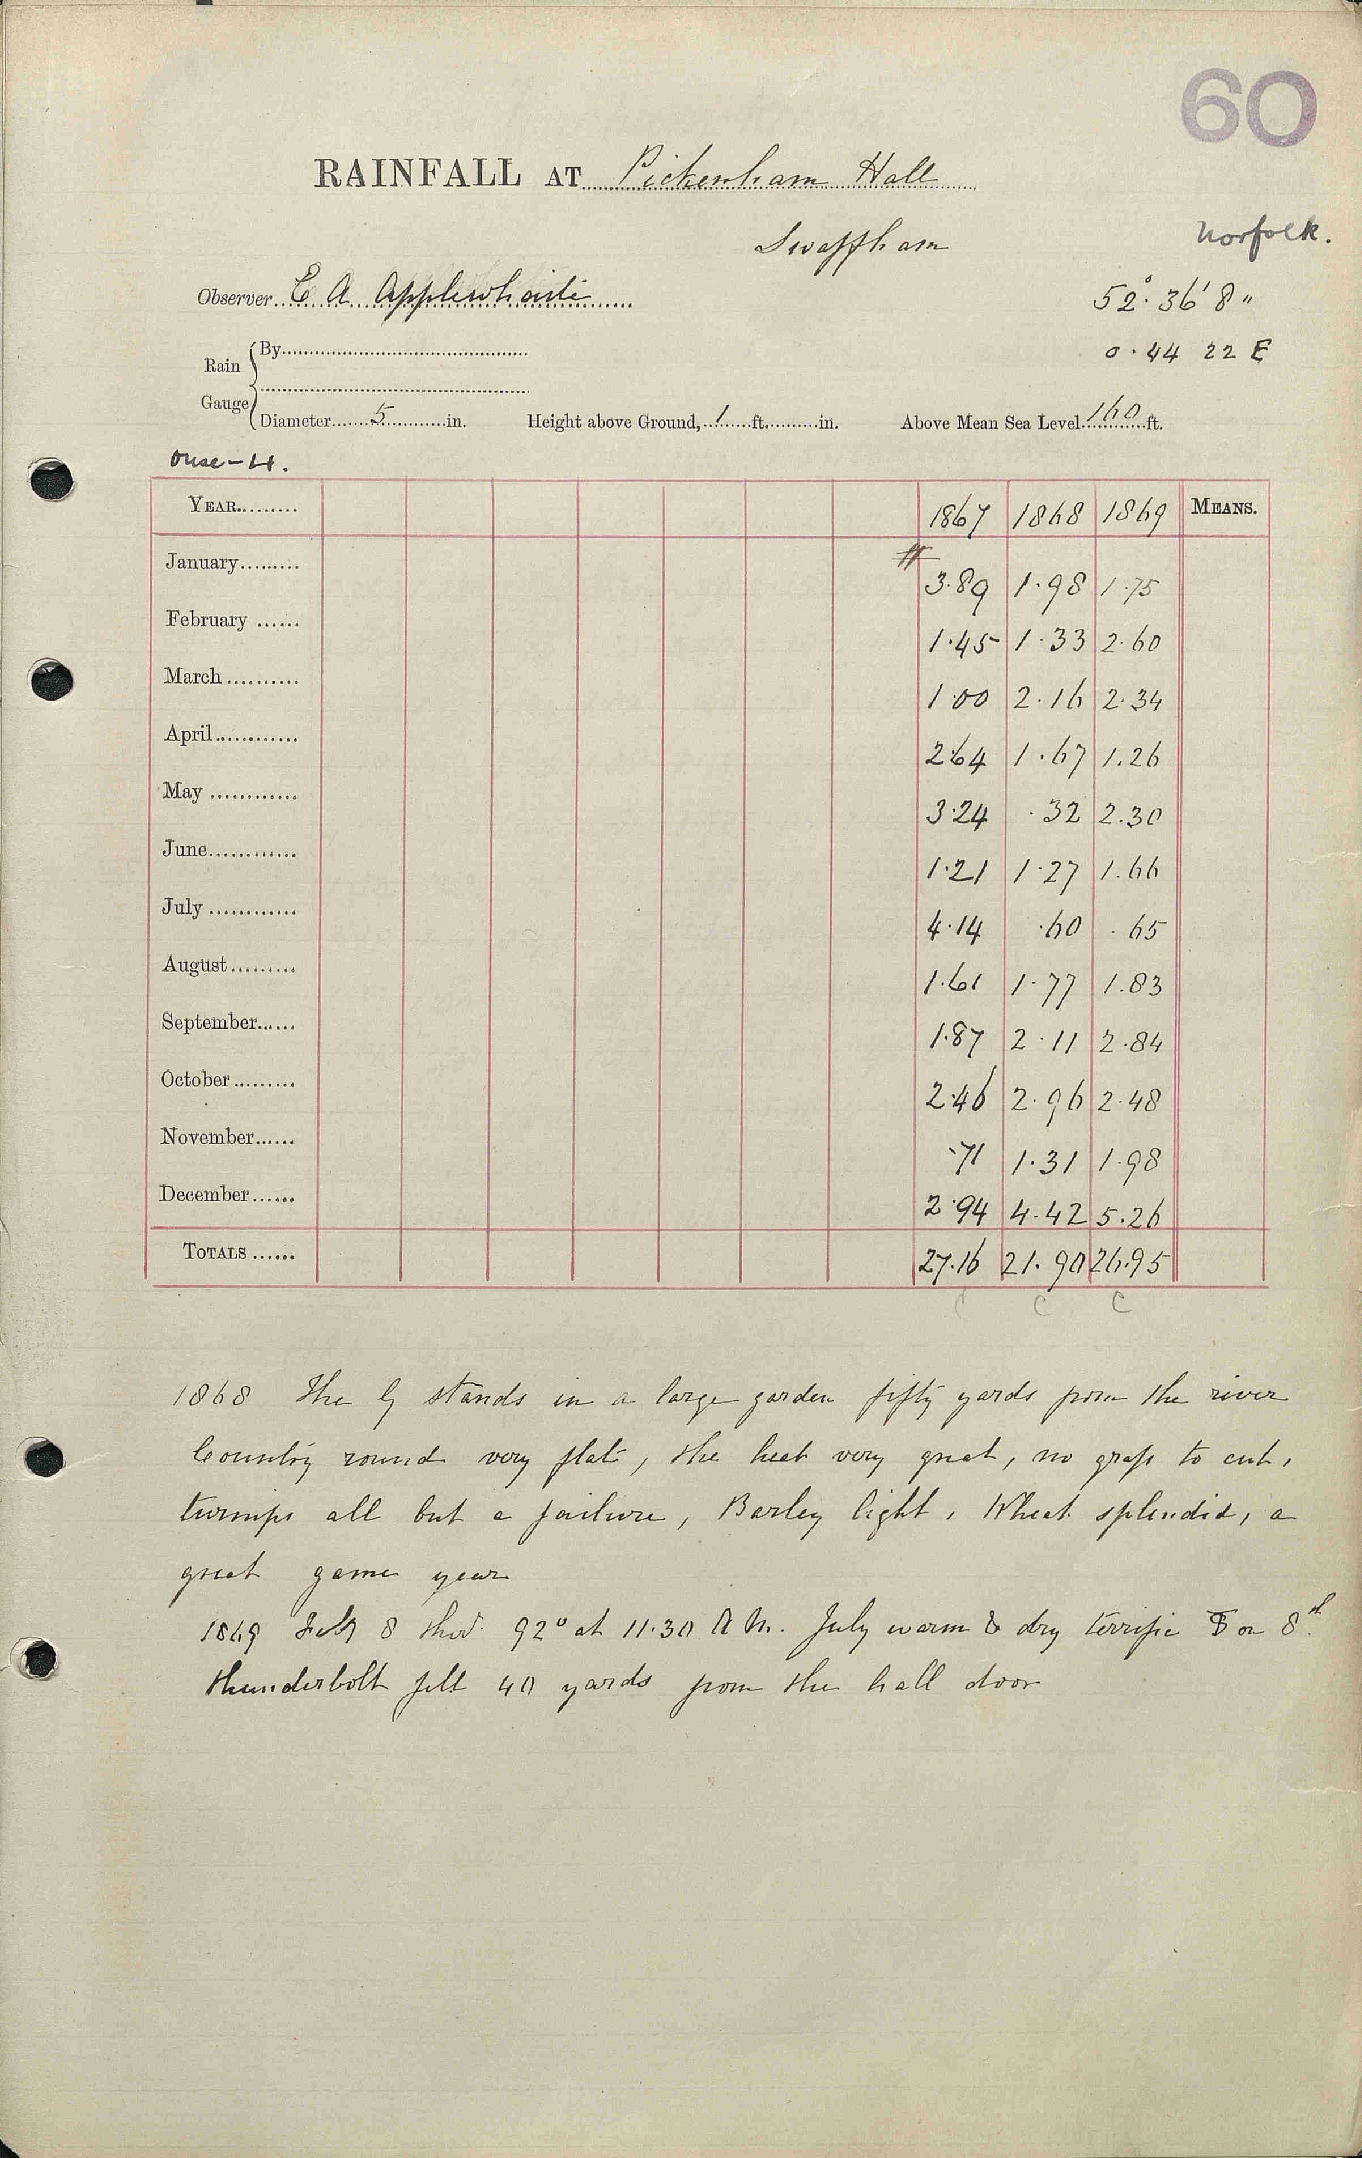 60
RAINFALL AT Pickenham Hall
Swaffham
Norfolk.
Observer E A Applewhaite
52° 36' 8"
0.44 22 E
Rain Gauge
By
Diameter 5 in. Height above Ground, 1 ft. in. Above Mean Sea Level 160 ft.
Ouse-4.
YEAR 1867 1868 1869 MEANS.
January 3.89 1.98 1.75
February 1.45 1.33 2.60
March 1.00 2.16 2.34
April 2.64 1.67 1.26
May 3.24 .32 2.30
June 1.21 1.27 1.66
July 4.14 .60 .65
August 1.61 1.77 1.83
September 1.87 2.11 2.84
October 2.46 2.96 2.48
November .71 1.31 1.98
December 2.94 4.42 5.26
TOTALS 27.16 21.90 26.95
C C C
1868 The G stands in a large garden fifty yards from the river
Country round very flat, the heat very great, no grass to cut,
turnips all but a failure, Barley light, Wheat splendid, a
great game year
1869 8 92° at 11.30 A M. July warm & dry terrific on 8th.
thunderbolt fell 40 yards from the hall door